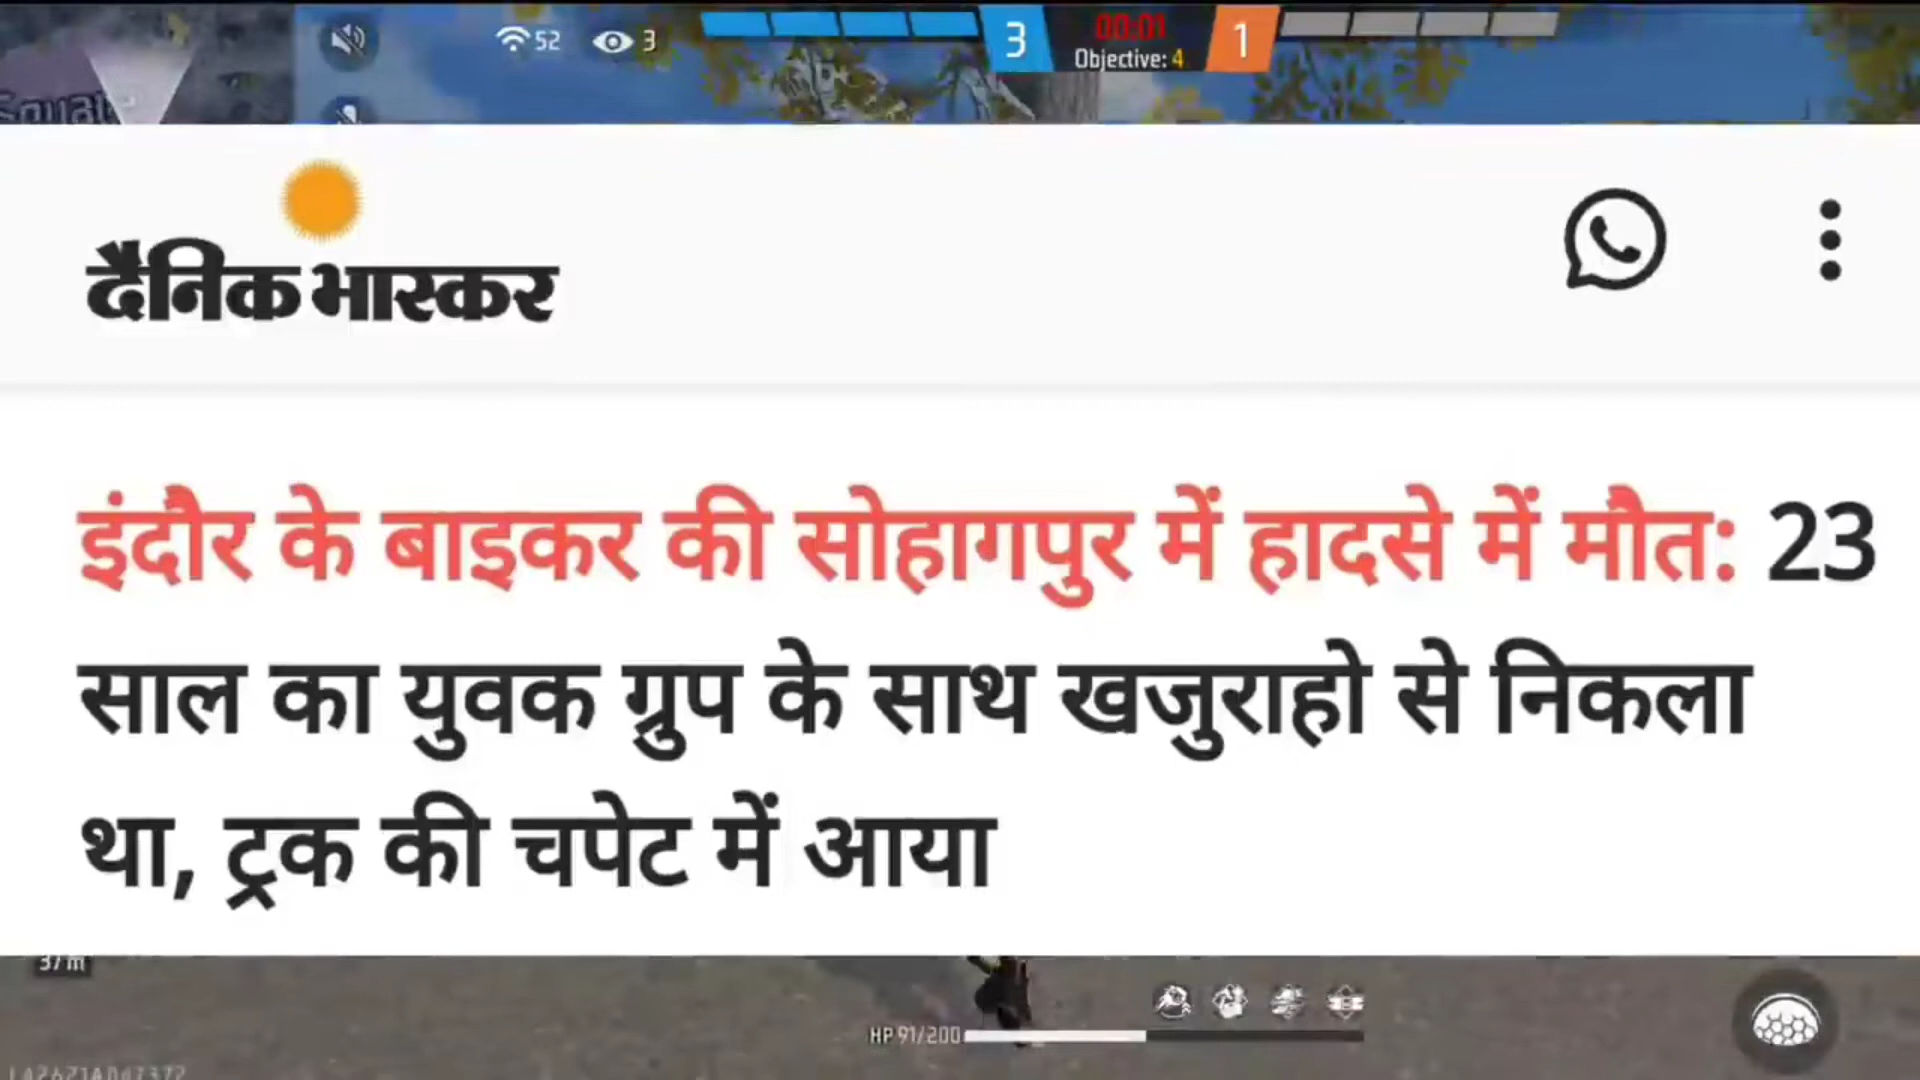 52
3
3
00:01
1
Objective: 4
दैनिक भास्कर
इंदौर के बाइकर की सोहागपुर में हादसे में मौत: 23
साल का युवक ग्रुप के साथ खजुराहो से निकला
था, ट्रक की चपेट में आया
37 m
HP 91/200